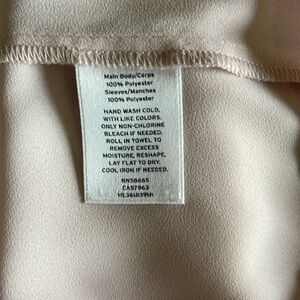 Main Body/Corps
100% Polyester
Sleeves/Manches
100% Polyester
HAND WASH COLD,
WITH LIKE COLORS.
ONLY NON-CHLORINE
BLEACH IF NEEDED.
ROLL IN TOWEL TO
REMOVE EXCESS
MOISTURE, RESHAPE,
LAY FLAT TO DRY.
COOL IRON IF NEEDED.
RN58665
CA57963